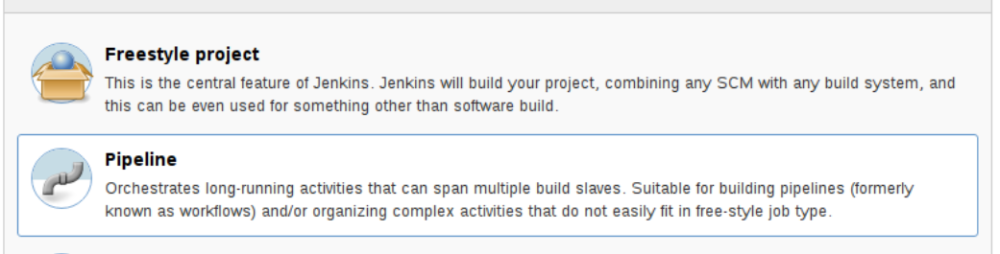 Freestyle project
This is the central feature of Jenkins. Jenkins will build your project, combining any SCM with any build system, and
this can be even used for something other than software build.
Pipeline
Orchestrates long-running activities that can span multiple build slaves. Suitable for building pipelines (formerly
known as workflows) and/or organizing complex activities that do not easily fit in free-style job type.